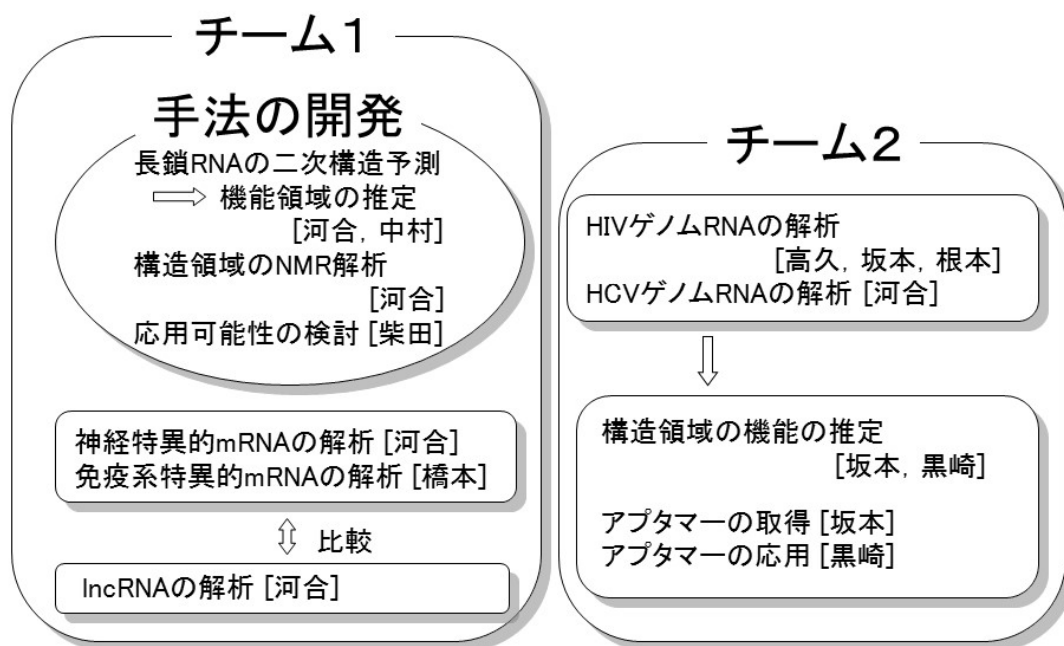 チーム1
手法の開発
長鎖RNAの二次構造予測
⇨ 機能領域の推定
[河合, 中村]
構造領域のNMR解析
[河合]
応用可能性の検討 [柴田]
神経特異的mRNAの解析 [河合]
免疫系特異的mRNAの解析 [橋本]
比較
lncRNAの解析 [河合]
チーム2
HIVゲノムRNAの解析
[高久, 坂本, 根本]
HCVゲノムRNAの解析 [河合]
構造領域の機能の推定
[坂本, 黒崎]
アプタマーの取得 [坂本]
アプタマーの応用 [黒崎]